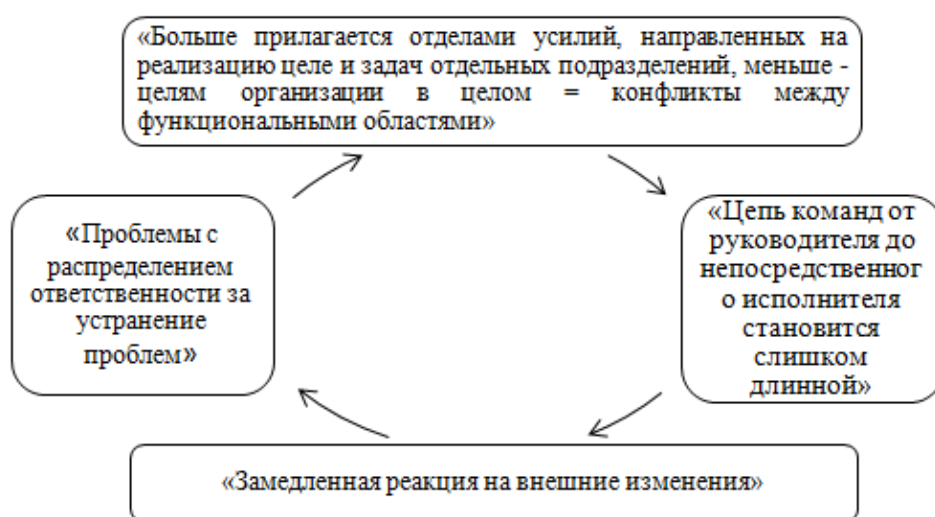 «Больше прилагается отделами усилий, направленных на
реализацию целе и задач отдельных подразделений, меньше -
целям организации в целом = конфликты между
функциональными областями»
«Цепь команд от
руководителя до
непосредственног
о исполнителя
становится
слишком
длинной»
«Замедленная реакция на внешние изменения»
«Проблемы с
распределением
ответственности за
устранение
проблем»